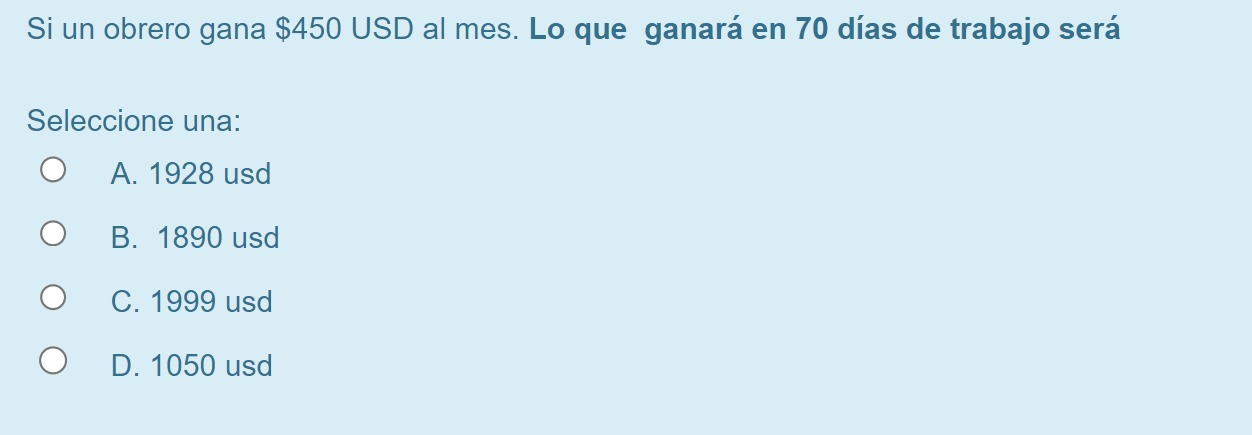 Si un obrero gana $450 USD al mes. Lo que  ganará en 70 días de trabajo será
Seleccione una:
A. 1928 usd
B.  1890 usd
C. 1999 usd
D. 1050 usd